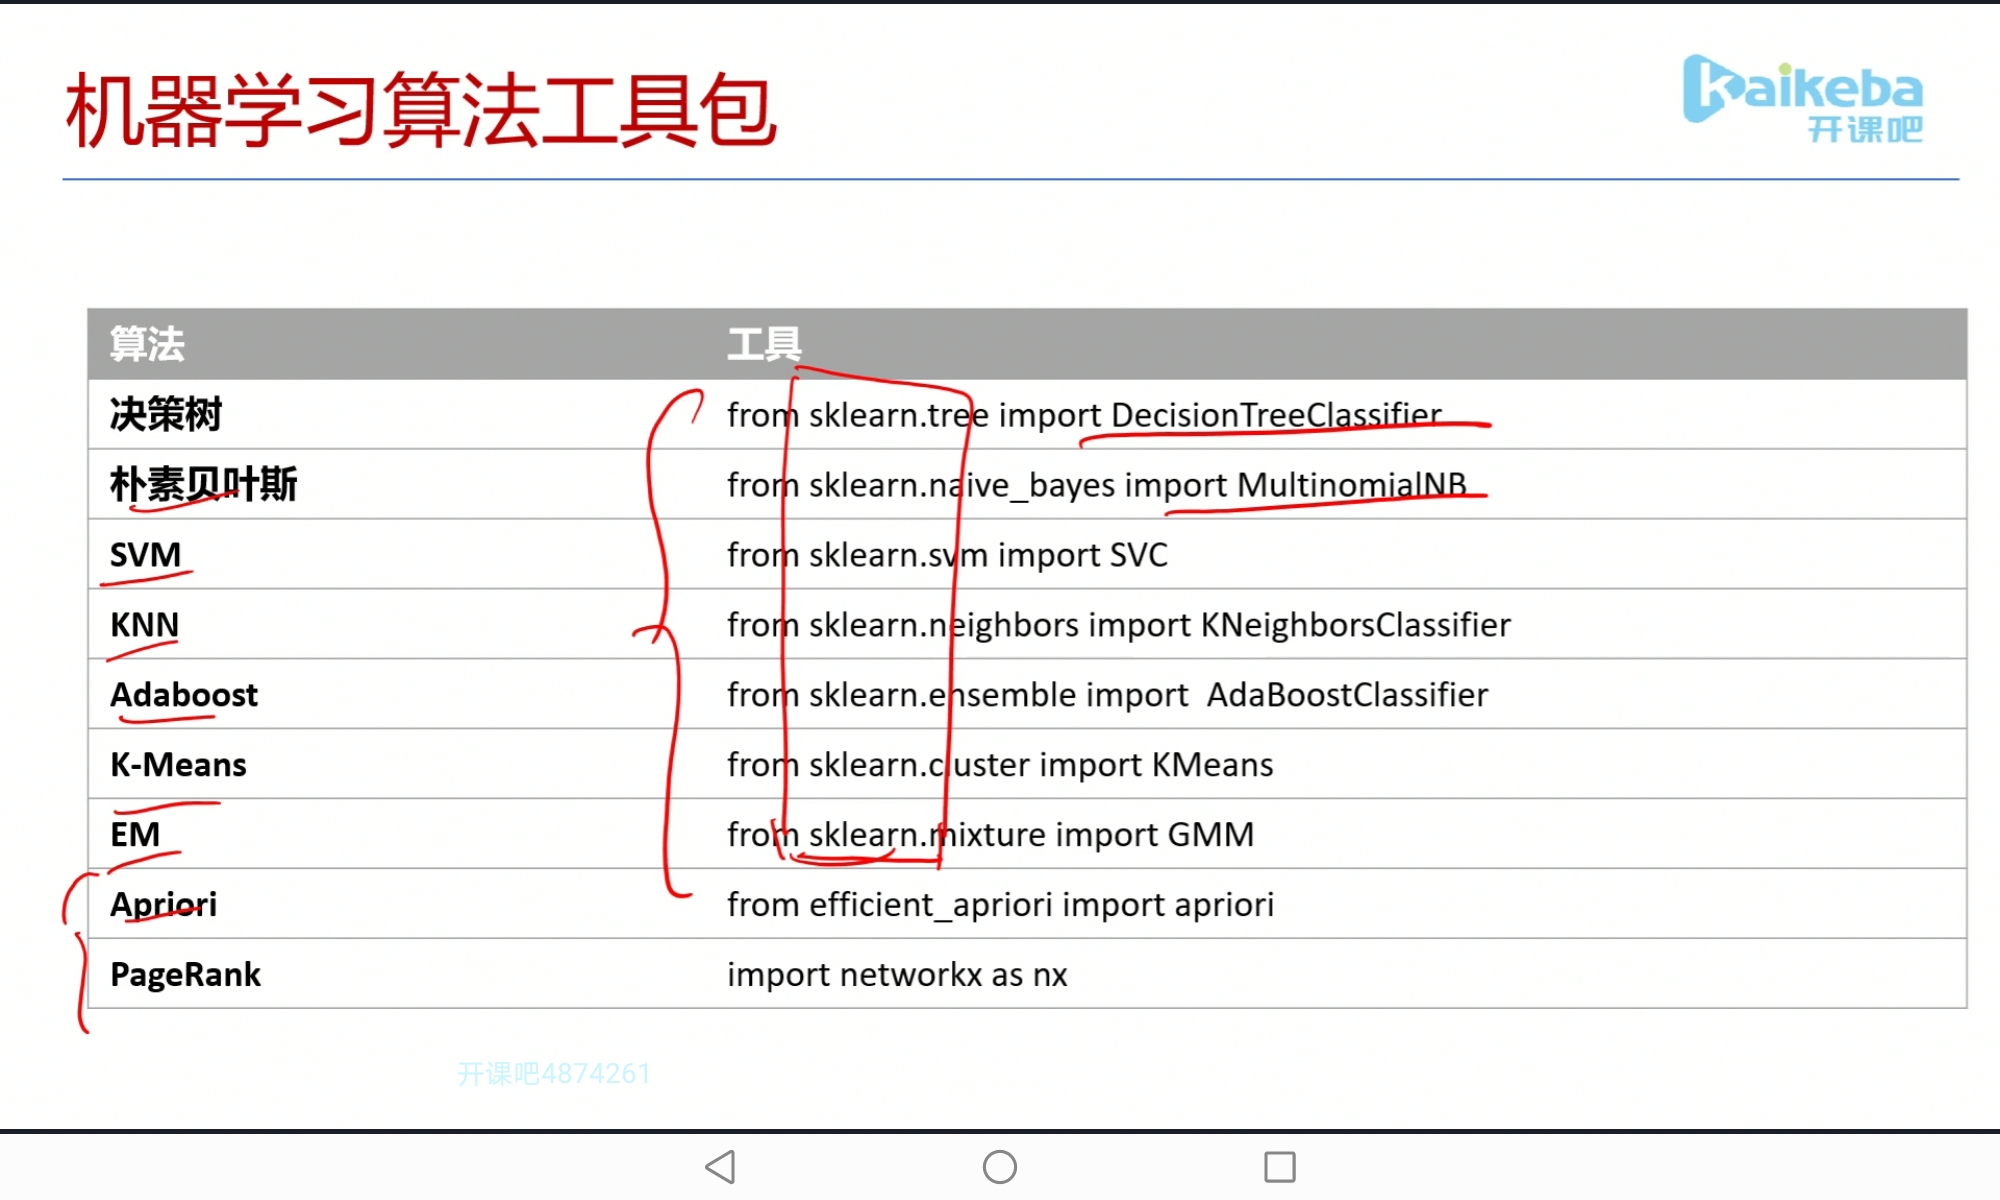 机器学习算法工具包
kaikeba
开课吧
算法 工具
决策树 from sklearn.tree import DecisionTreeClassifier
朴素贝叶斯 from sklearn.naive_bayes import MultinomialNB
SVM from sklearn.svm import SVC
KNN from sklearn.neighbors import KNeighborsClassifier
Adaboost from sklearn.ensemble import  AdaBoostClassifier
K-Means from sklearn.cluster import KMeans
EM from sklearn.mixture import GMM
Apriori from efficient_apriori import apriori
PageRank import networkx as nx
开课吧4874261